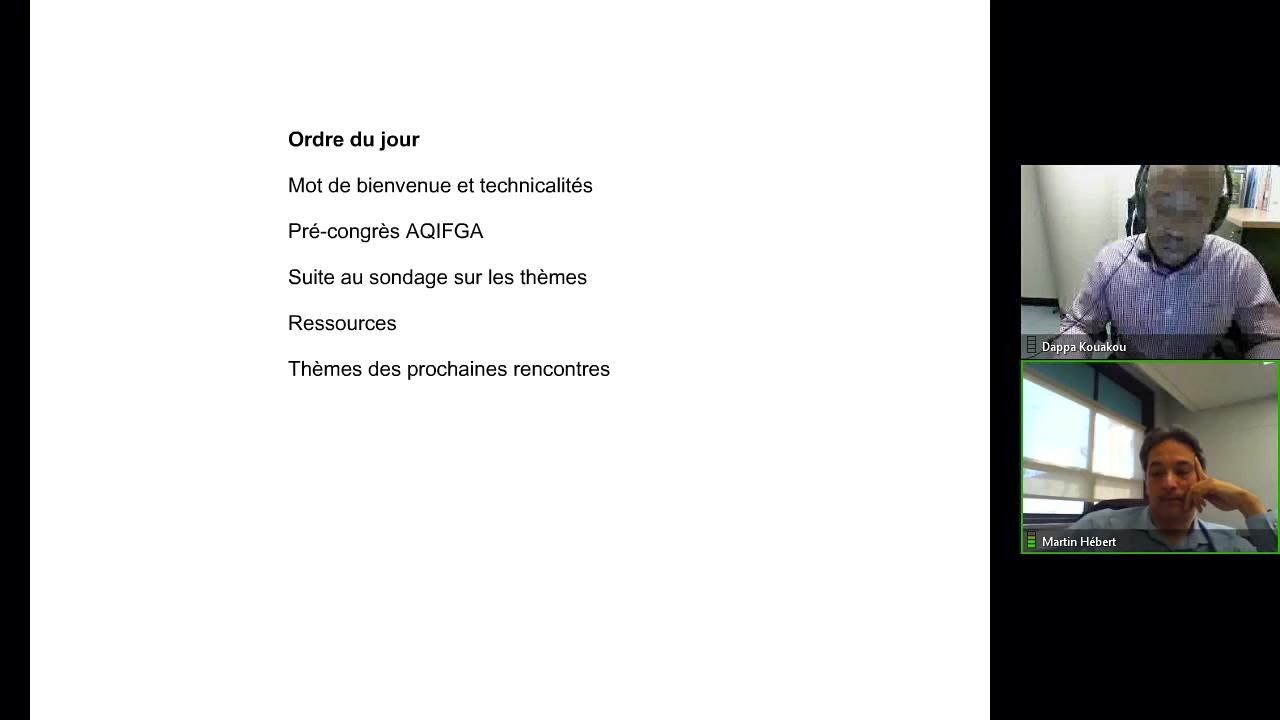 Ordre du jour
Mot de bienvenue et technicalités
Pré-congrès AQIFGA
Suite au sondage sur les thèmes
Ressources
Thèmes des prochaines rencontres
Dappa Kouakou
Martin Hébert